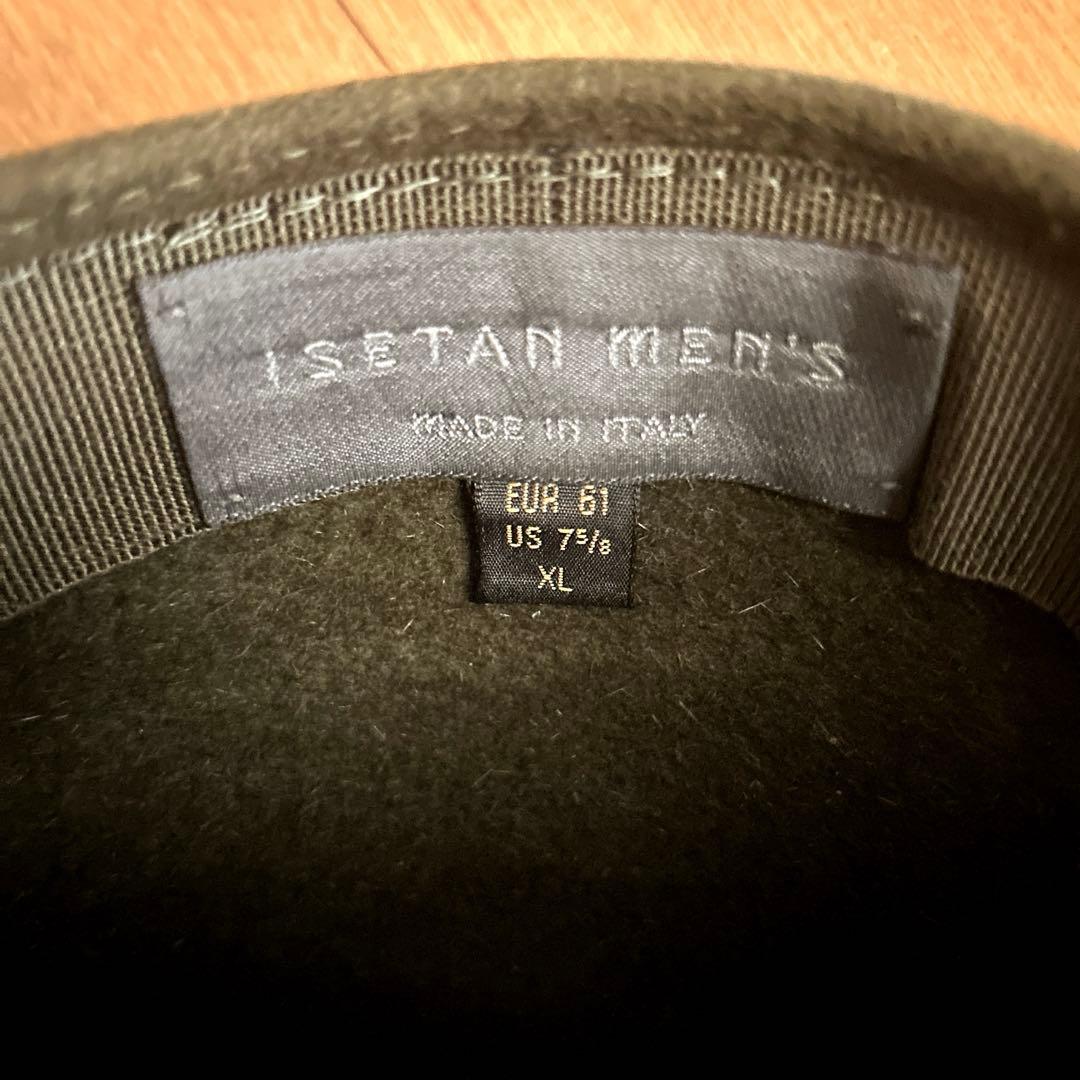 ISETAN MEN'S
MADE IN ITALY
EUR 61
US 7⁵/₈
XL